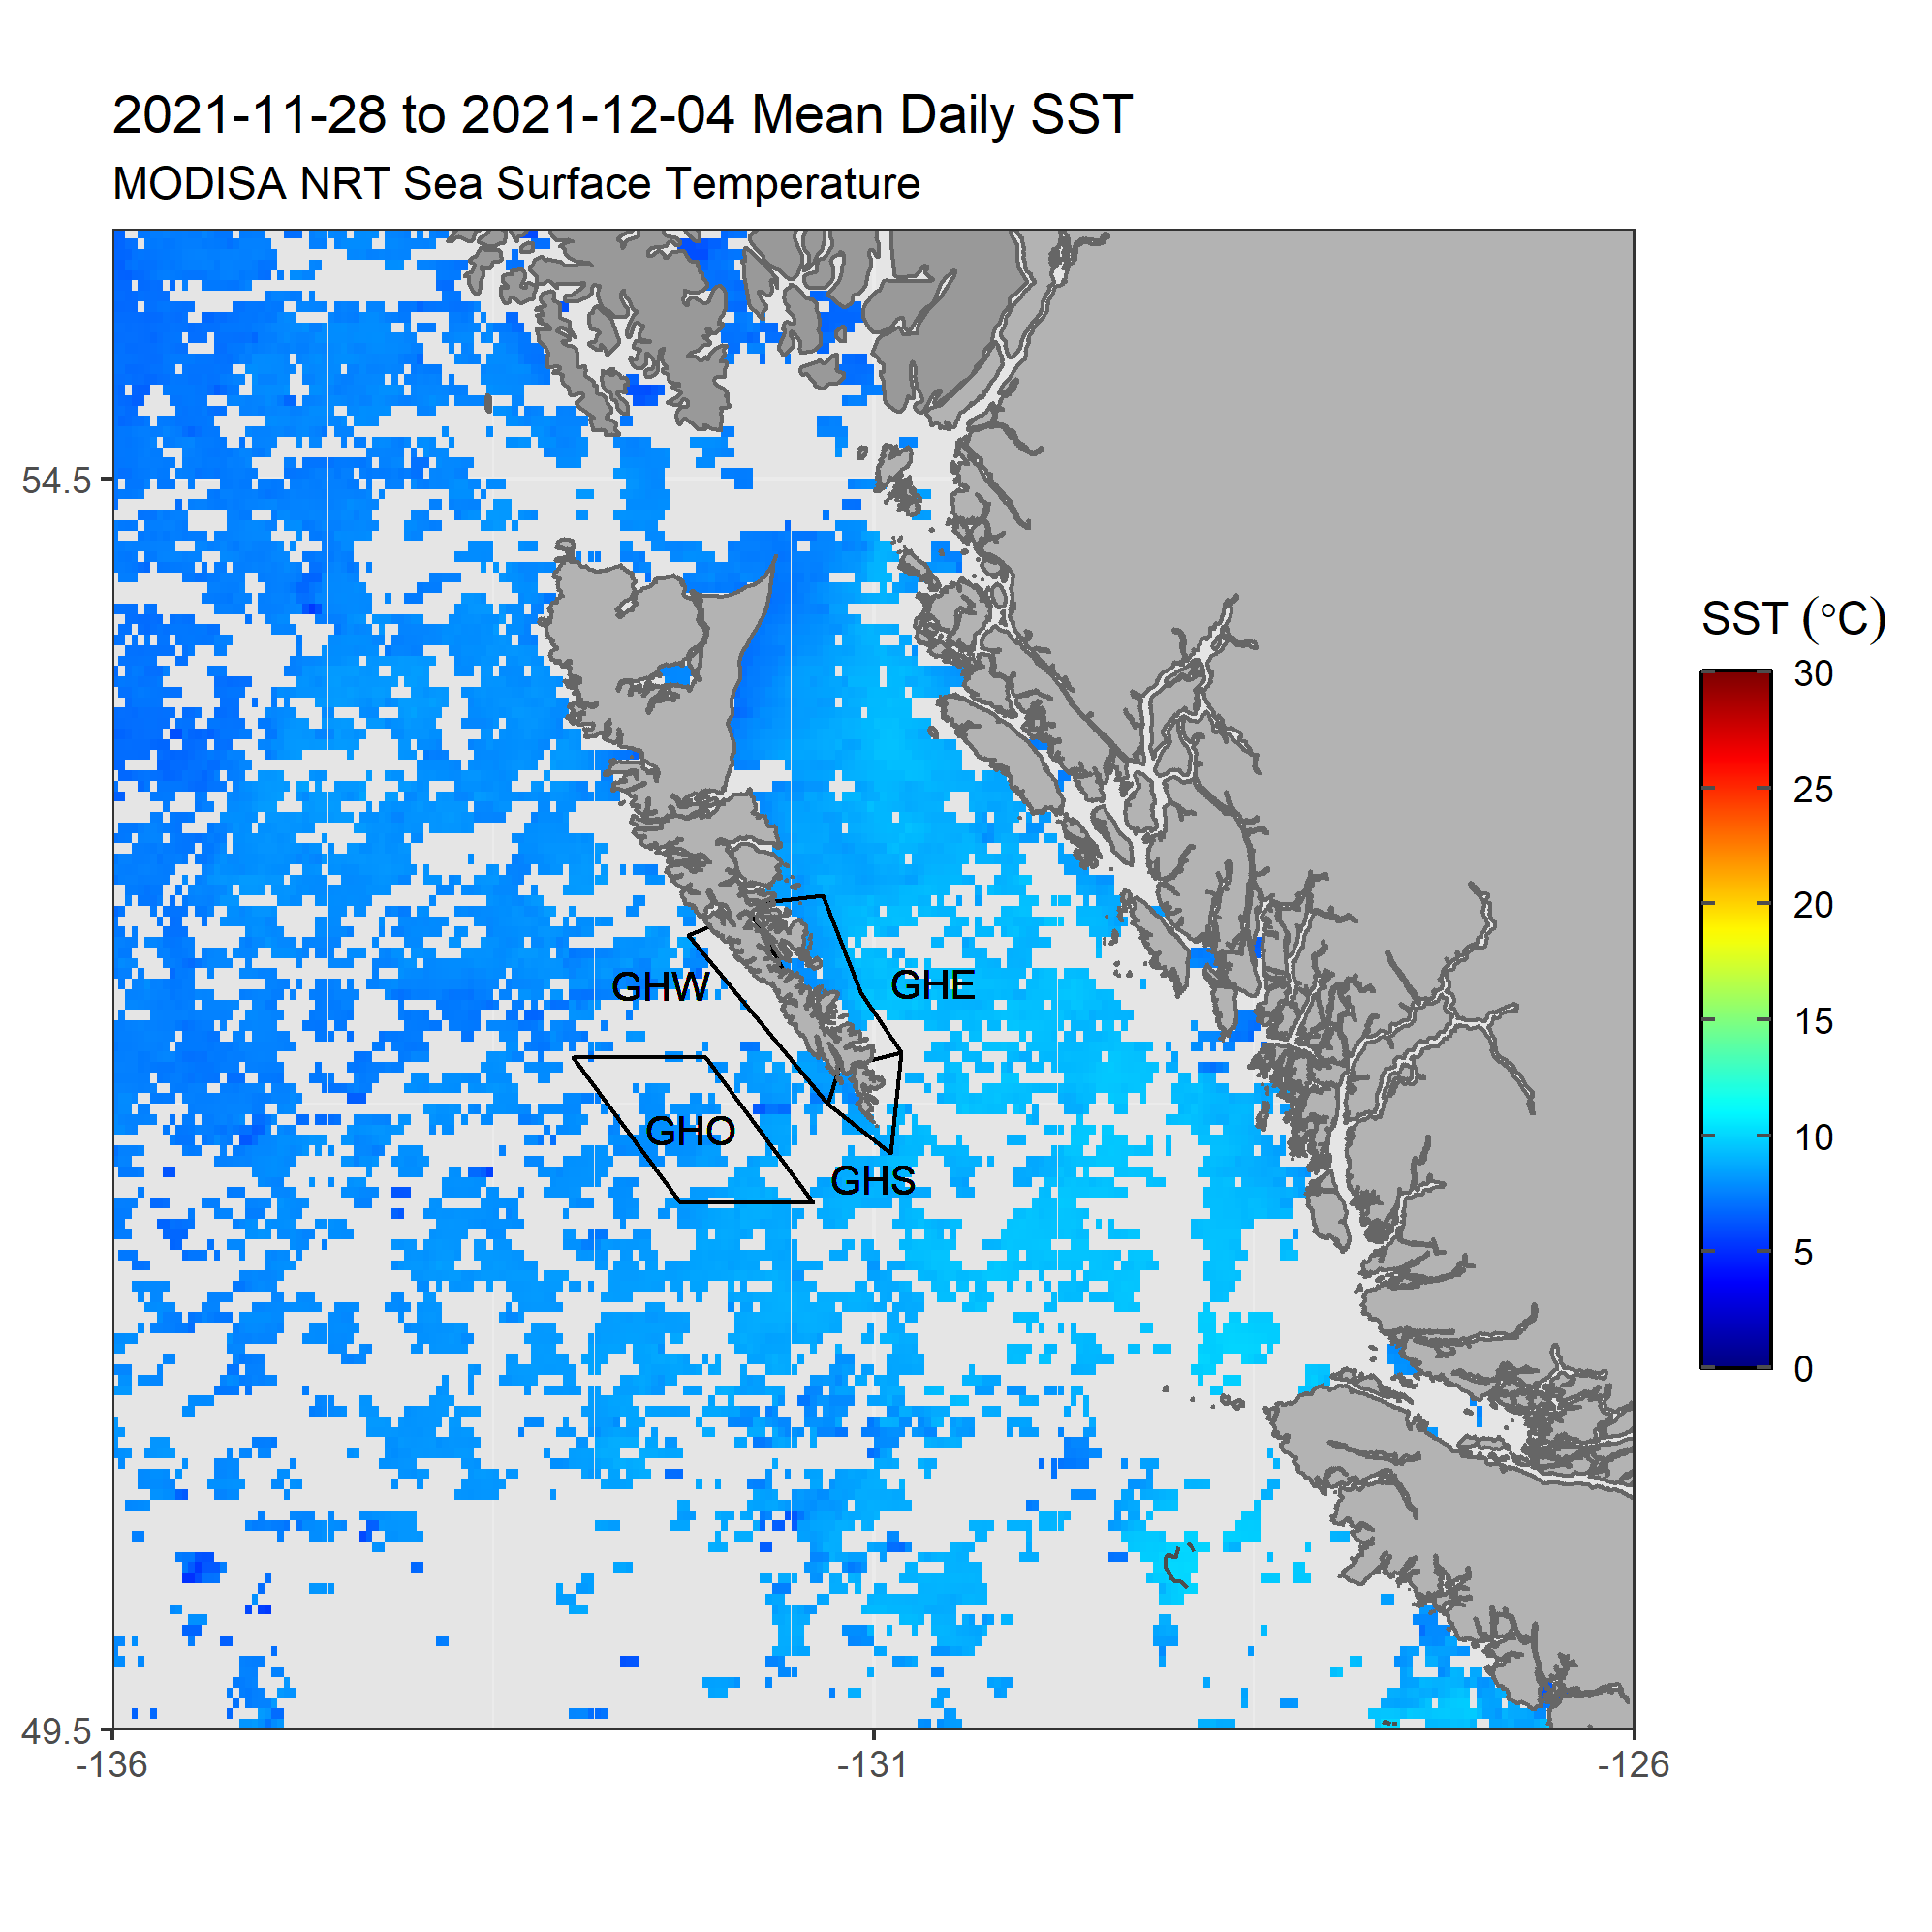 2021-11-28 to 2021-12-04 Mean Daily SST
MODISA NRT Sea Surface Temperature
54.5
49.5
-136
-131
-126
GHW
GHE
GHO
GHS
SST (°C)
30
25
20
15
10
5
0